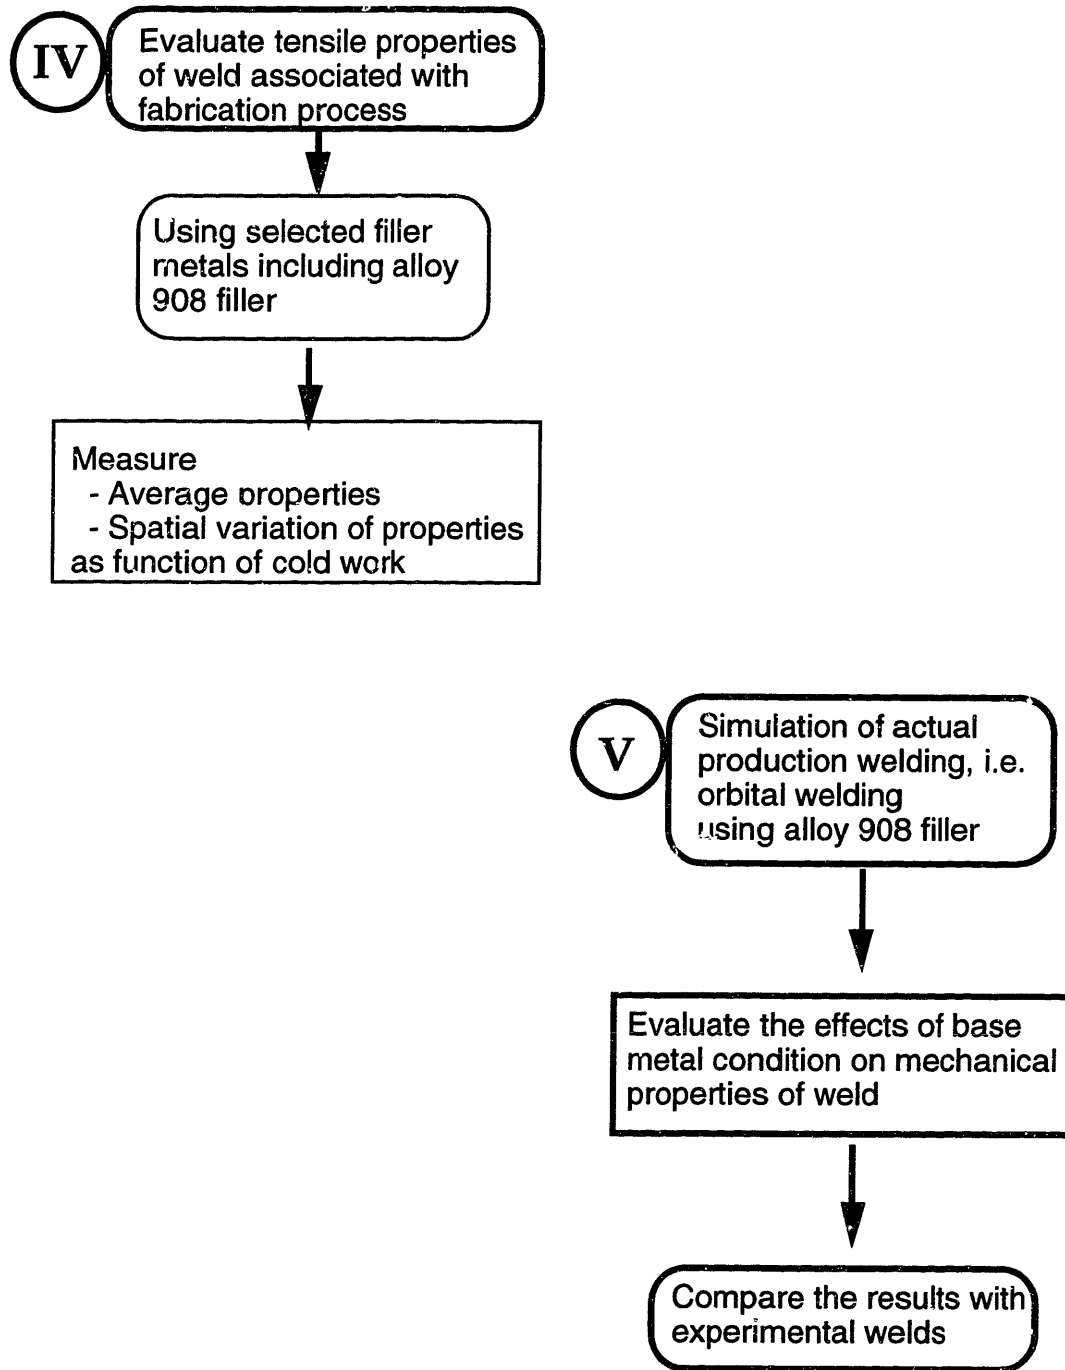 IV
Evaluate tensile properties
of weld associated with
fabrication process
Using selected filler
metals including alloy
908 filler
Measure
- Average properties
- Spatial variation of properties
as function of cold work
V
Simulation of actual
production welding, i.e.
orbital welding
using alloy 908 filler
Evaluate the effects of base
metal condition on mechanical
properties of weld
Compare the results with
experimental welds